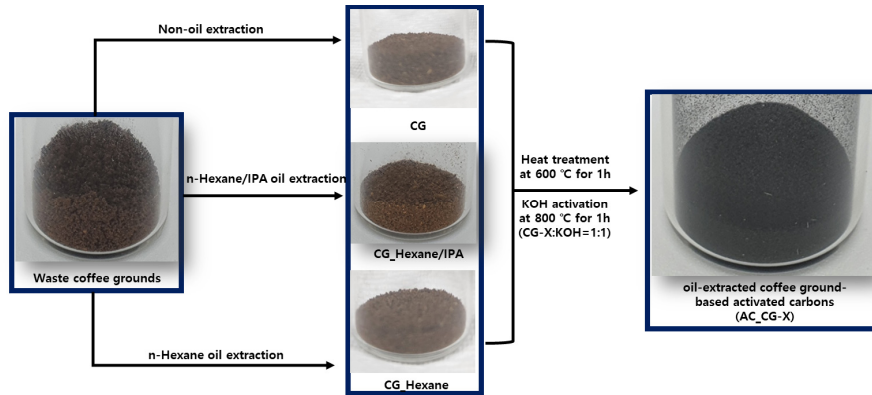 Non-oil extraction
CG
n-Hexane/IPA oil extraction
CG_Hexane/IPA
Waste coffee grounds
n-Hexane oil extraction
CG_Hexane
Heat treatment
at 600 ℃ for 1h
KOH activation
at 800 ℃ for 1h
(CG-X:KOH=1:1)
oil-extracted coffee ground-
based activated carbons
(AC_CG-X)